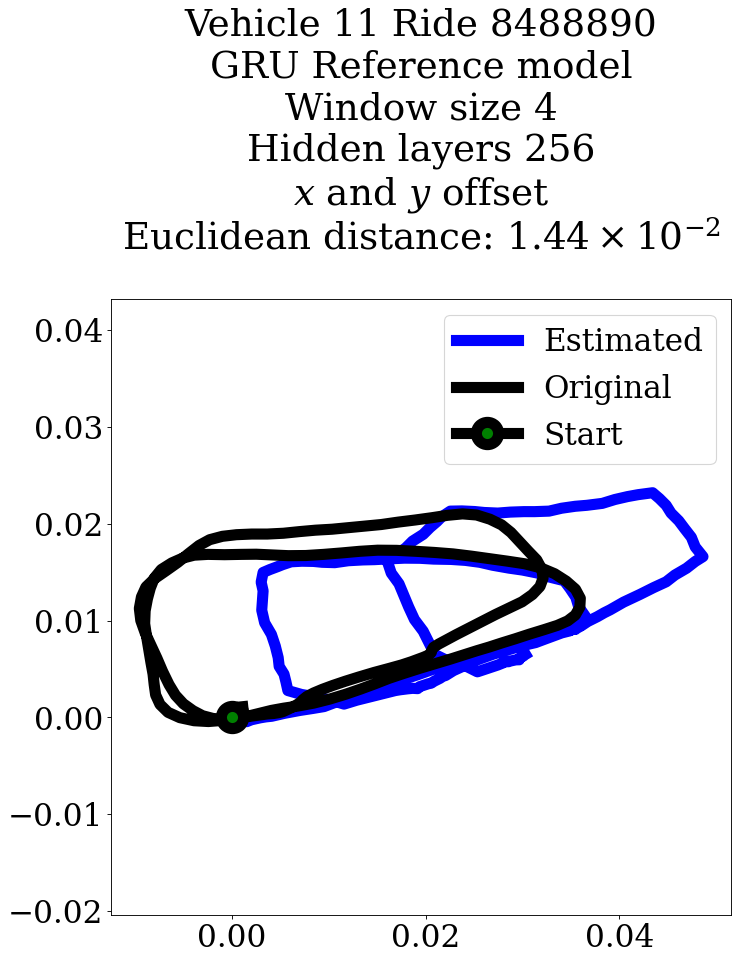 Vehicle 11 Ride 8488890
GRU Reference model
Window size 4
Hidden layers 256
x and y offset
Euclidean distance: 1.44 × 10⁻²
Estimated
Original
Start
0.04
0.03
0.02
0.01
0.00
−0.01
−0.02
0.00 0.02 0.04